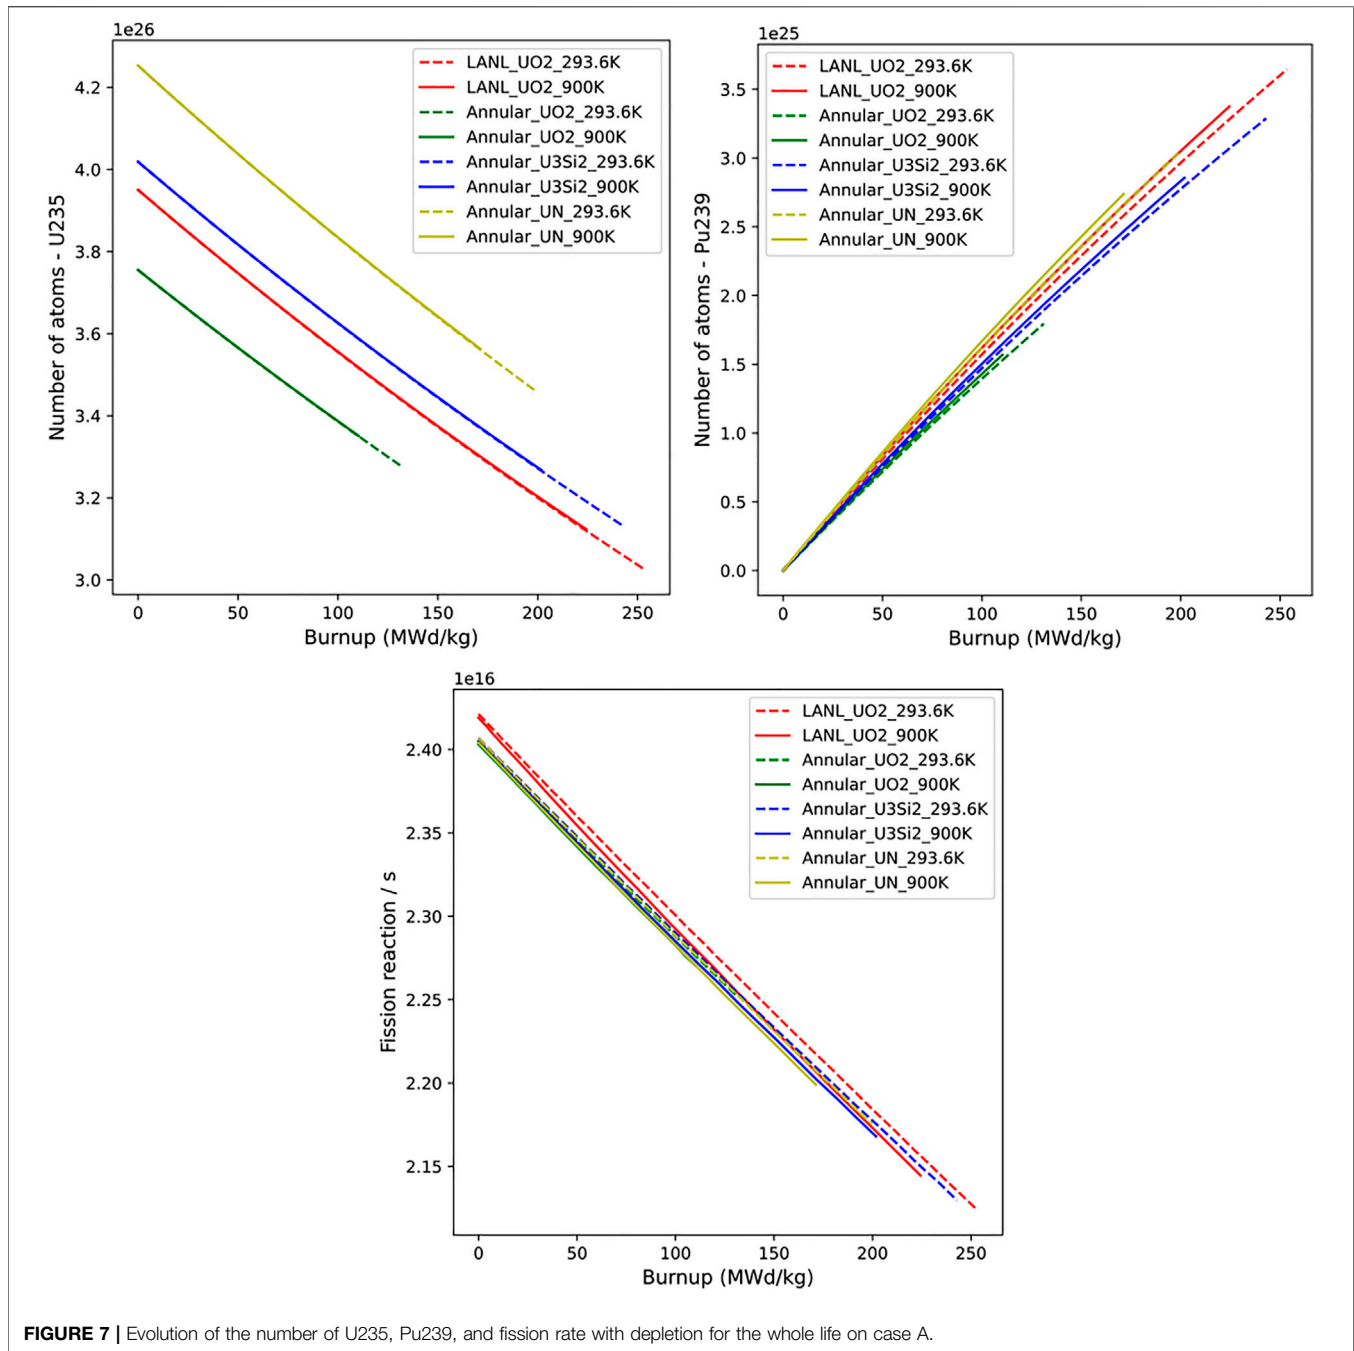 1e26
Number of atoms - U235
4.2
4.0
3.8
3.6
3.4
3.2
3.0
0 50 100 150 200 250
Burnup (MWd/kg)
LANL_UO2_293.6K
LANL_UO2_900K
Annular_UO2_293.6K
Annular_UO2_900K
Annular_U3Si2_293.6K
Annular_U3Si2_900K
Annular_UN_293.6K
Annular_UN_900K
1e25
Number of atoms - Pu239
3.5
3.0
2.5
2.0
1.5
1.0
0.5
0.0
0 50 100 150 200 250
Burnup (MWd/kg)
LANL_UO2_293.6K
LANL_UO2_900K
Annular_UO2_293.6K
Annular_UO2_900K
Annular_U3Si2_293.6K
Annular_U3Si2_900K
Annular_UN_293.6K
Annular_UN_900K
1e16
Fission reaction / s
2.40
2.35
2.30
2.25
2.20
2.15
0 50 100 150 200 250
Burnup (MWd/kg)
LANL_UO2_293.6K
LANL_UO2_900K
Annular_UO2_293.6K
Annular_UO2_900K
Annular_U3Si2_293.6K
Annular_U3Si2_900K
Annular_UN_293.6K
Annular_UN_900K
FIGURE 7 | Evolution of the number of U235, Pu239, and fission rate with depletion for the whole life on case A.